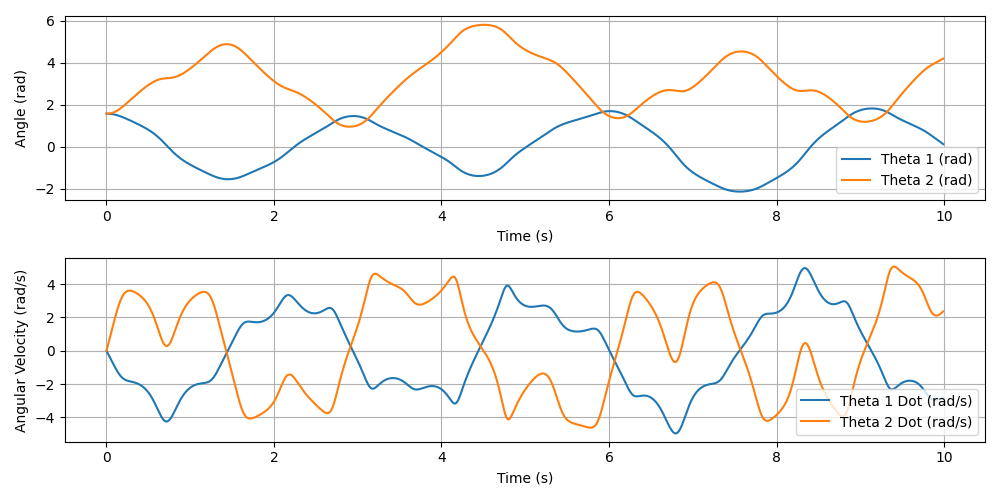 Angle (rad)
6
4
2
0
−2
Theta 1 (rad)
Theta 2 (rad)
0 2 4 6 8 10
Time (s)
Angular Velocity (rad/s)
4
2
0
−2
−4
Theta 1 Dot (rad/s)
Theta 2 Dot (rad/s)
0 2 4 6 8 10
Time (s)